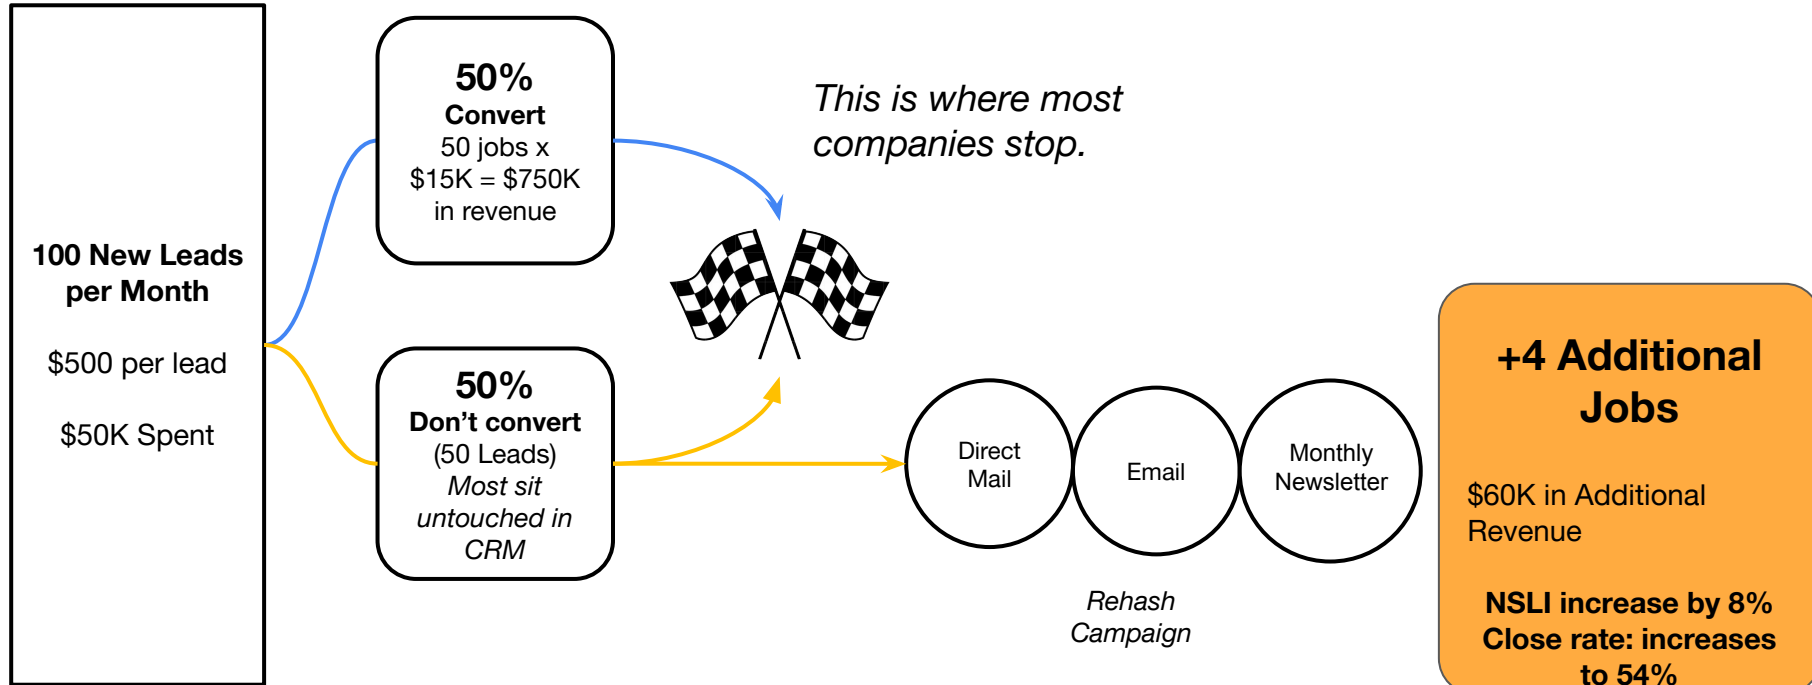 100 New Leads
per Month
$500 per lead
$50K Spent
50%
Convert
50 jobs x
$15K = $750K
in revenue
50%
Don’t convert
(50 Leads)
Most sit
untouched in
CRM
This is where most
companies stop.
Direct
Mail
Email
Monthly
Newsletter
Rehash
Campaign
+4 Additional
Jobs
$60K in Additional
Revenue
NSLI increase by 8%
Close rate: increases
to 54%